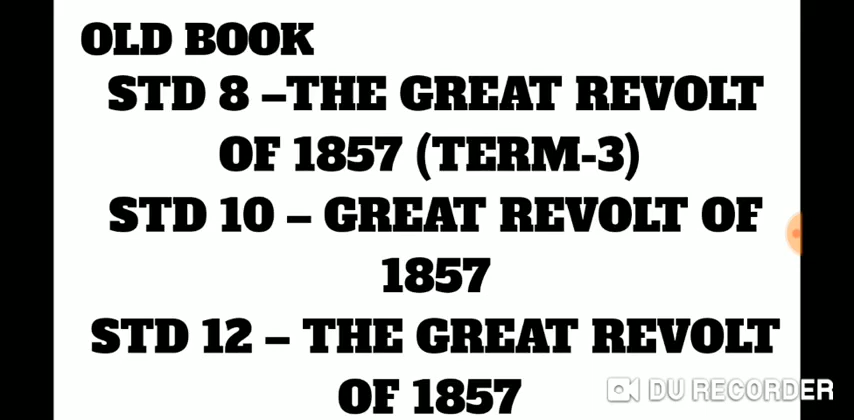 OLD BOOK
STD 8 –THE GREAT REVOLT
OF 1857 (TERM-3)
STD 10 – GREAT REVOLT OF
1857
STD 12 – THE GREAT REVOLT
OF 1857
DU RECORDER